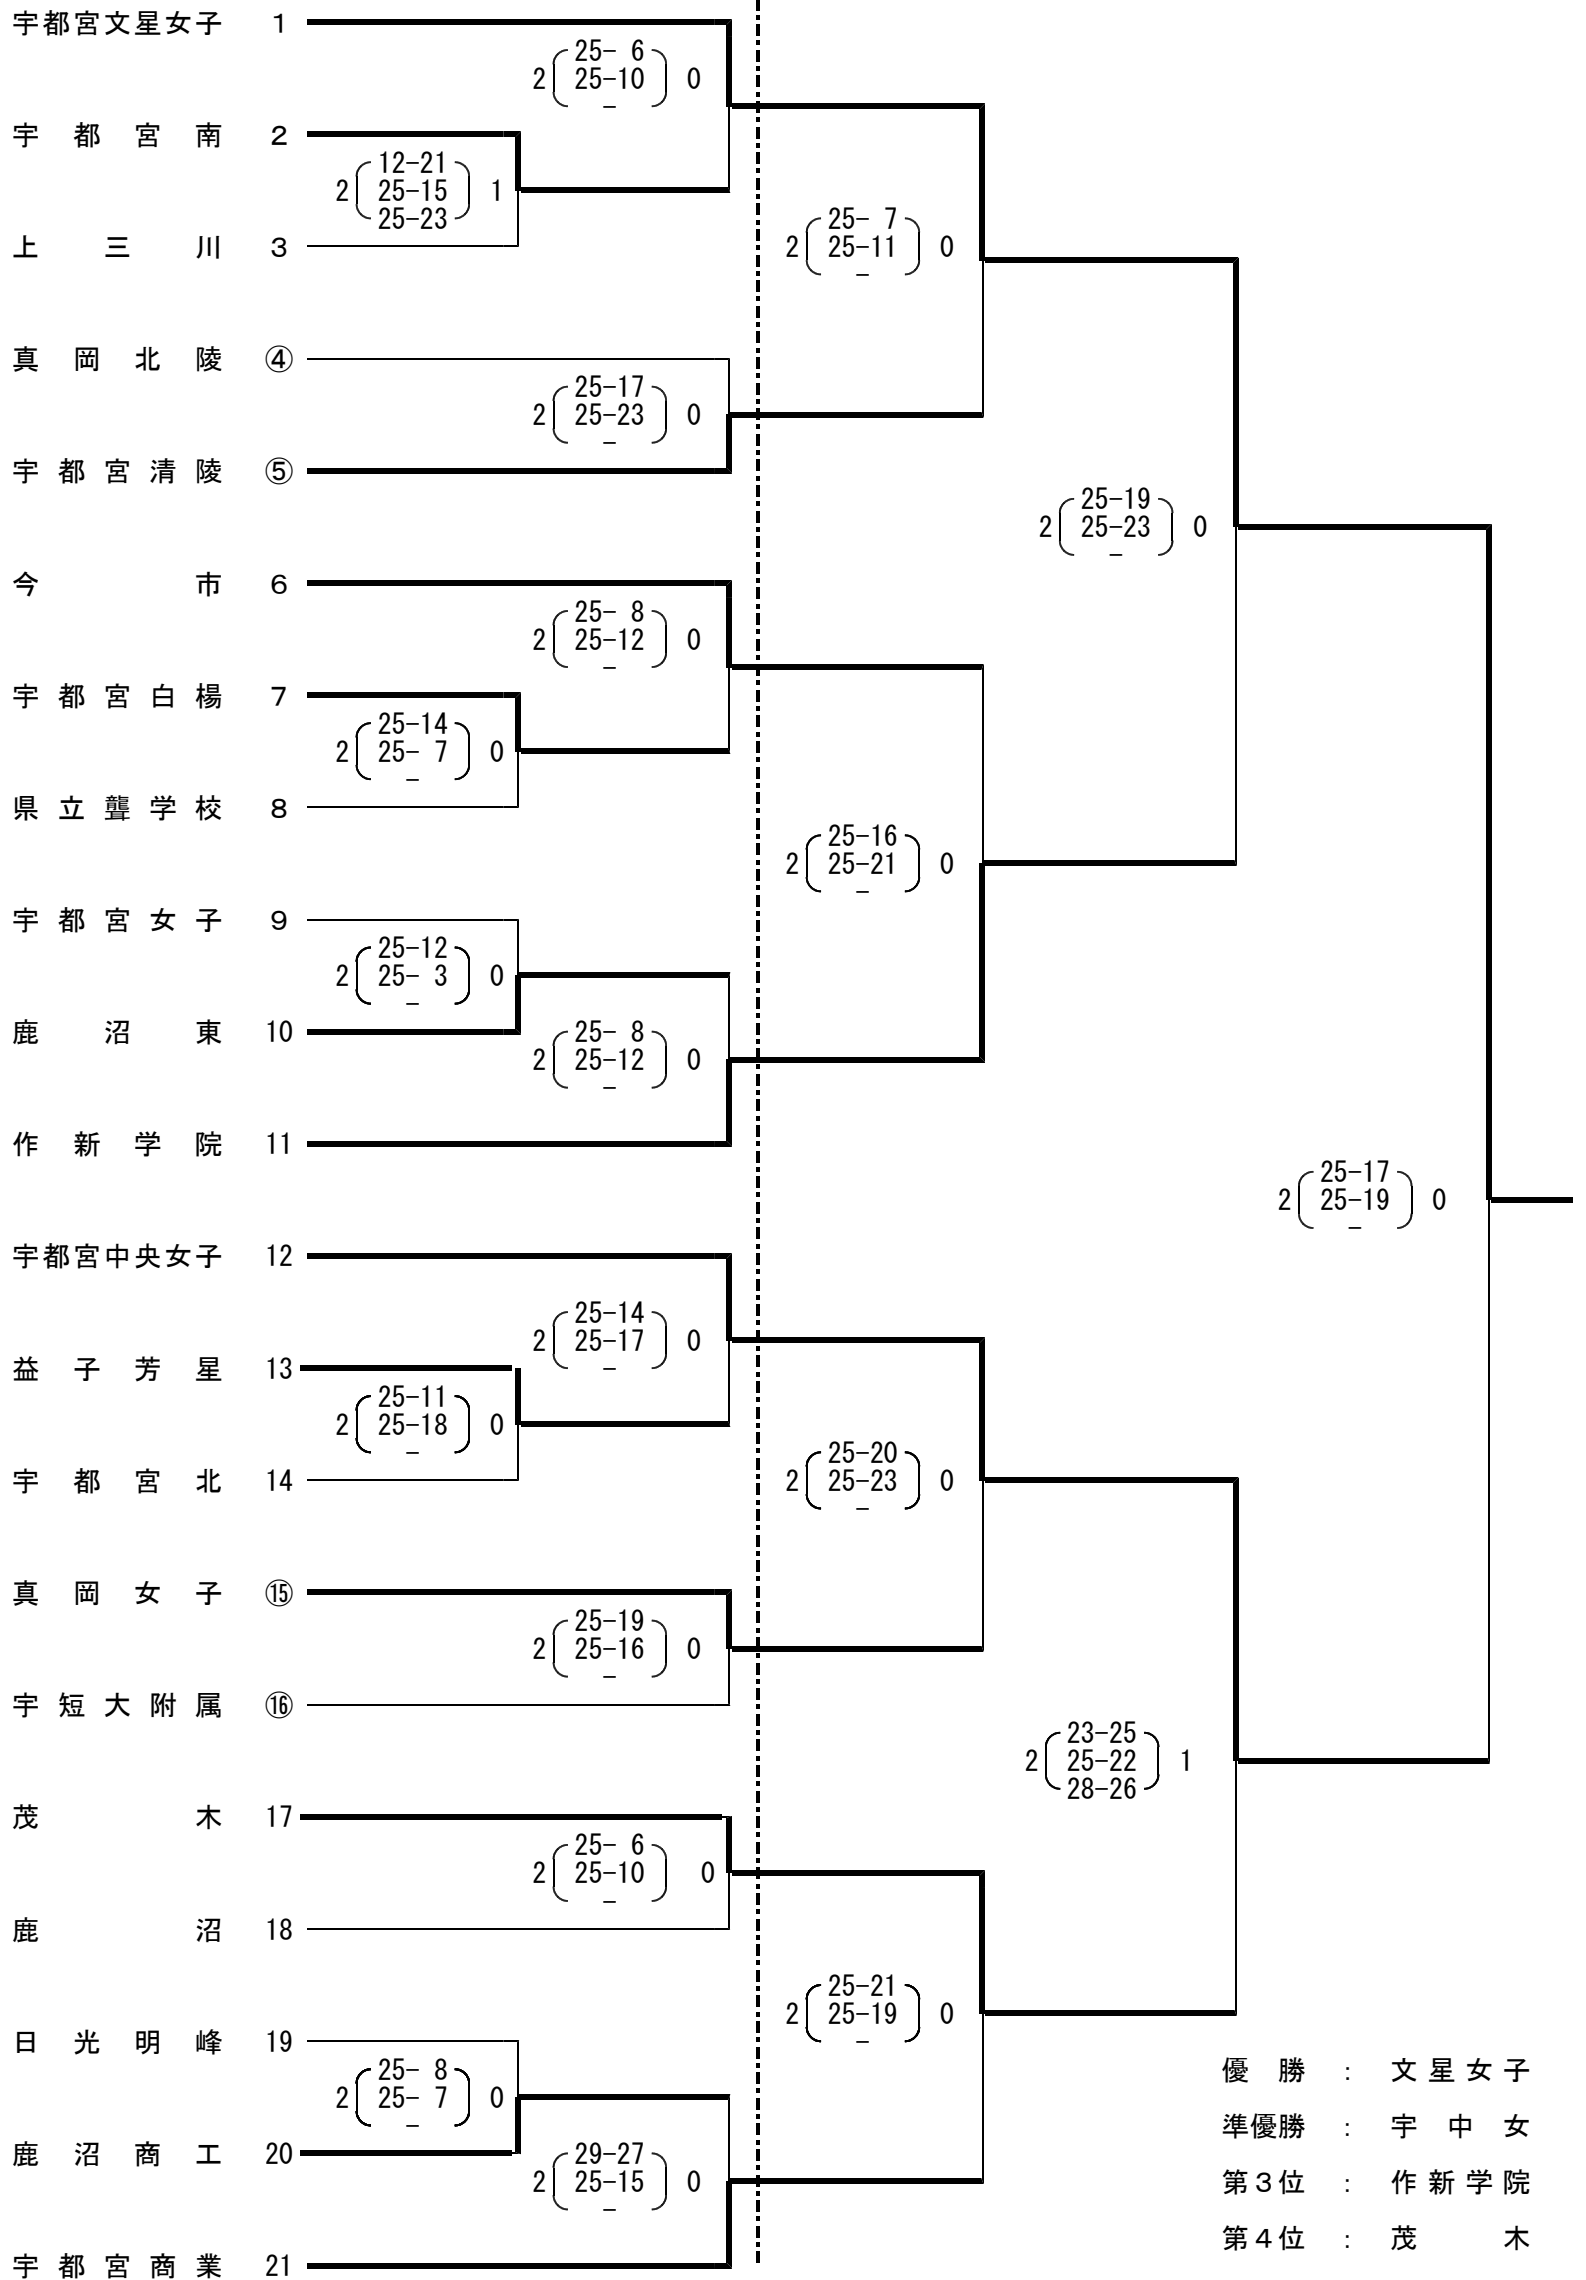 宇都宮文星女子 1
25- 6
2 25-10 0
-
宇都宮南 2
12-21
2 25-15 1
25-23
上三川 3
25- 7
2 25-11 0
-
真岡北陵 ④
25-17
2 25-23 0
-
宇都宮清陵 ⑤
25-19
2 25-23 0
-
今市 6
25- 8
2 25-12 0
-
宇都宮白楊 7
25-14
2 25- 7 0
-
県立聾学校 8
25-16
2 25-21 0
-
宇都宮女子 9
25-12
2 25- 3 0
-
鹿沼東 10
25- 8
2 25-12 0
-
作新学院 11
25-17
2 25-19 0
-
宇都宮中央女子 12
25-14
2 25-17 0
-
益子芳星 13
25-11
2 25-18 0
-
25-20
2 25-23 0
-
宇都宮北 14
真岡女子 ⑮
25-19
2 25-16 0
-
宇短大附属 ⑯
23-25
2 25-22 1
28-26
茂木 17
25- 6
2 25-10 0
-
鹿沼 18
25-21
2 25-19 0
-
日光明峰 19
25- 8
2 25- 7 0
-
鹿沼商工 20
29-27
2 25-15 0
-
宇都宮商業 21
優勝 : 文星女子
準優勝 : 宇中女
第３位 : 作新学院
第４位 : 茂木